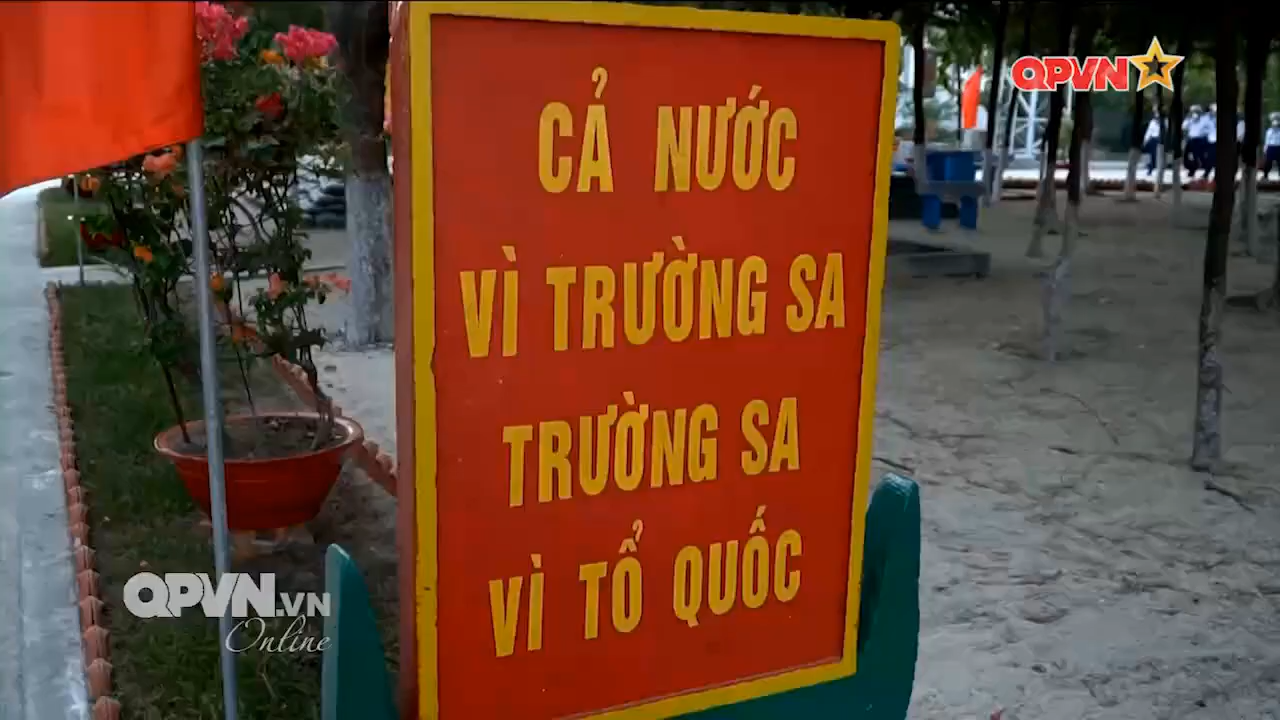 QPVN
CẢ NƯỚC
VÌ TRƯỜNG SA
TRƯỜNG SA
VÌ TỔ QUỐC
QPVN.VN
Online